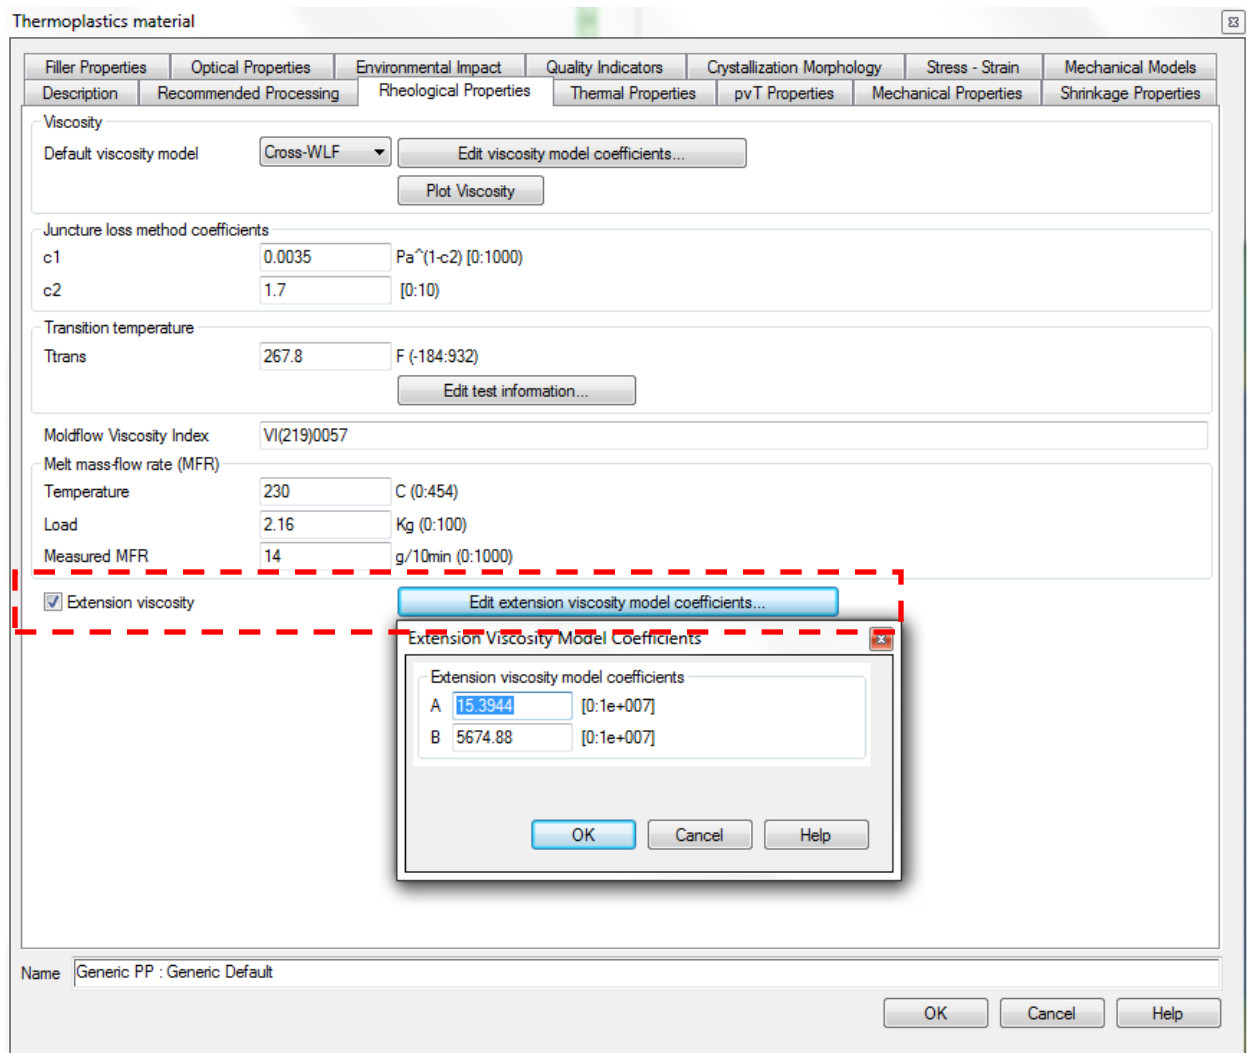 Thermoplastics material
Filler Properties Optical Properties Environmental Impact Quality Indicators Crystallization Morphology Stress - Strain Mechanical Models
Description Recommended Processing Rheological Properties Thermal Properties pvT Properties Mechanical Properties Shrinkage Properties
Viscosity
Default viscosity model Cross-WLF Edit viscosity model coefficients...
Plot Viscosity
Juncture loss method coefficients
c1 0.0035 Pa^(1-c2) [0:1000)
c2 1.7 [0:10)
Transition temperature
Ttrans 267.8 F (-184:932)
Edit test information...
Moldflow Viscosity Index VI(219)0057
Melt mass-flow rate (MFR)
Temperature 230 C (0:454)
Load 2.16 Kg (0:100)
Measured MFR 14 g/10min (0:1000)
Extension viscosity Edit extension viscosity model coefficients...
Extension Viscosity Model Coefficients
Extension viscosity model coefficients
A 15.3944 [0:1e+007]
B 5674.88 [0:1e+007]
OK Cancel Help
Name Generic PP : Generic Default
OK Cancel Help